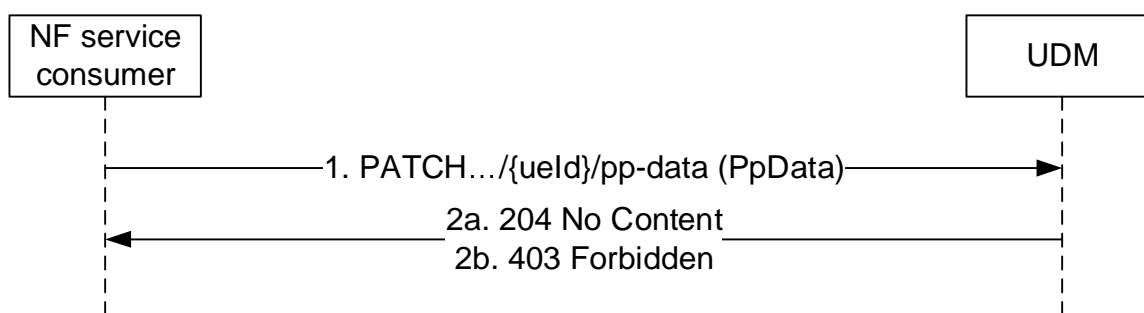 NF service
consumer
UDM
1. PATCH.../{ueId}/pp-data (PpData)
2a. 204 No Content
2b. 403 Forbidden